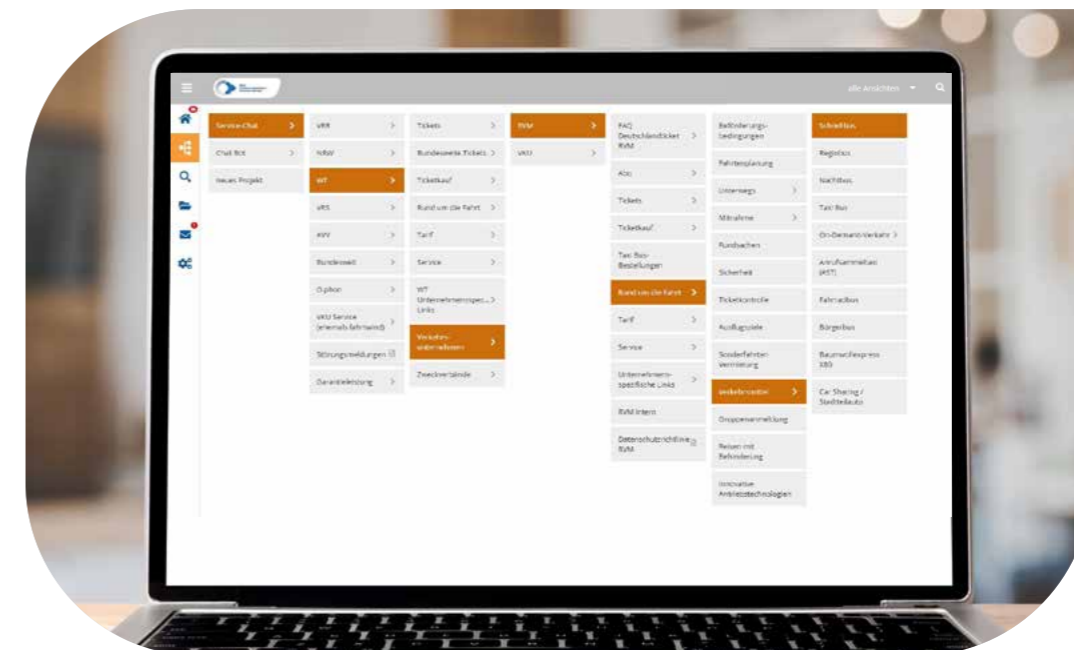 alle Ansichten
Service-Chat
Chat Bot
Neues Projekt
VRR
NRW
WT
VRS
AVV
Bundesweit
VKU Service
(ehemals fahrwind)
Störungsmeldungen
Garantieleistung
Tickets
Bundesweite Tickets
Ticketkauf
Rund um die Fahrt
Tarif
Service
WT
Unternehmensspez...
Links
Verkehrs-
unternehmen
Zweckverbände
RVM
VKU
FAQ
Deutschlandticket
RVM
Abo
Tickets
Ticketkauf
Taxi Bus-
Bestellungen
Rund um die Fahrt
Tarif
Service
Unternehmens-
spezifische Links
RVM Intern
Datenschutzrichtlinie
RVM
Beförderungs-
bedingungen
Fahrtenplanung
Unterwegs
Mitnahme
Fundsachen
Sicherheit
Ticketkontrolle
Ausflugsziele
Sonderfahrten
Vermietung
Verkehrsmittel
Gruppenanmeldung
Reisen mit
Behinderung
Innovative
Antriebstechnologien
Schnellbus
Regiobus
Nachtbus
Taxi Bus
On-Demand-Verkehr
Anrufsammeltaxi
(AST)
Fahrradbus
Bürgerbus
Baumwollexpress
X80
Car Sharing /
Stadtteilauto